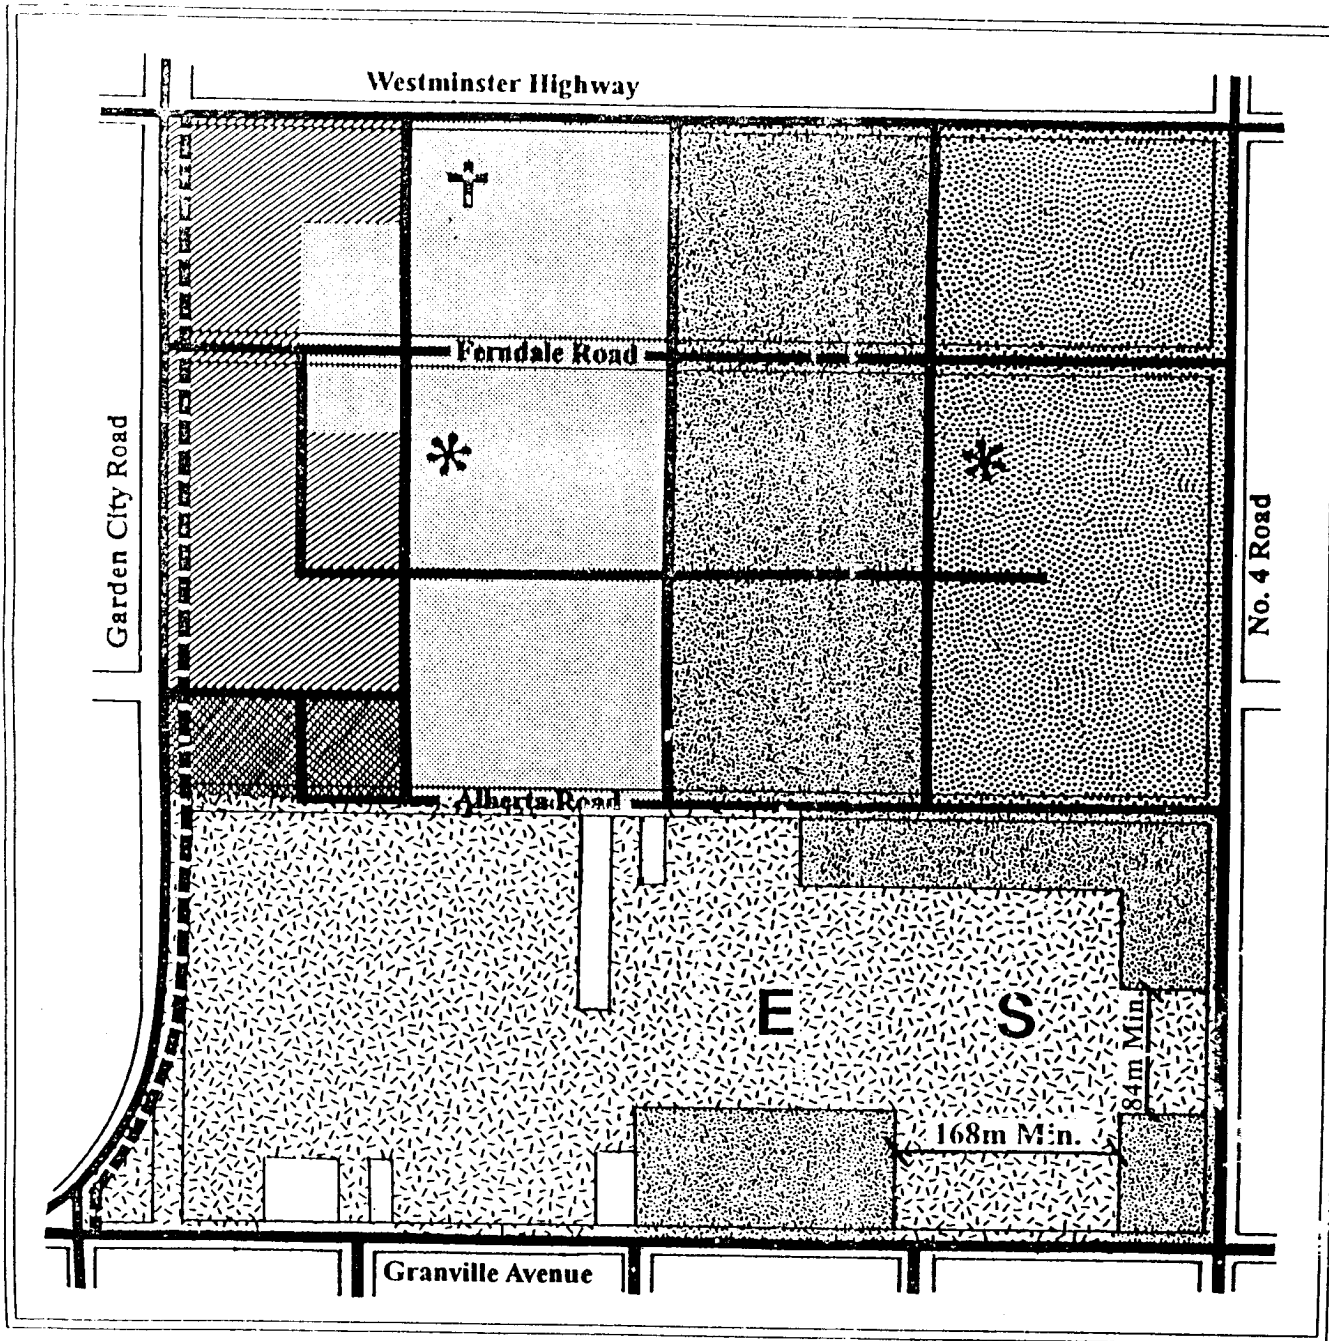 Westminster Highway
Ferndale Road
Garden City Road
No. 4 Road
Alberta Road
E
S
84m Min.
168m Min.
Granville Avenue